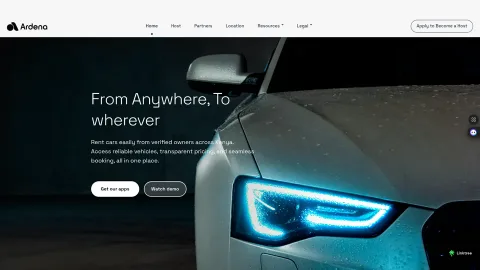 Ardena
Home
Host
Partners
Location
Resources
Legal
Apply to Become a Host
From Anywhere, To
wherever
Rent cars easily from verified owners across Kenya.
Access reliable vehicles, transparent pricing, and seamless
booking, all in one place.
Get our apps
Watch demo
Linktree